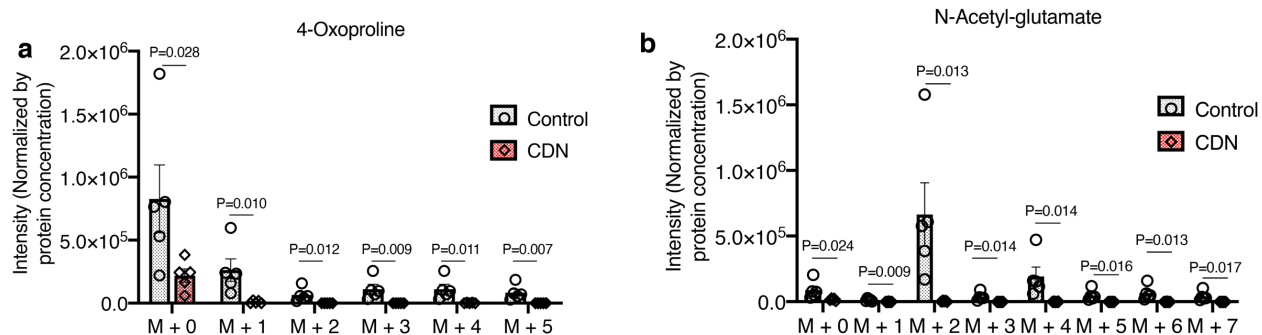 a
4-Oxoproline
Intensity (Normalized by
protein concentration)
2.0×10⁶
1.5×10⁶
1.0×10⁶
5.0×10⁵
0.0
P=0.028
P=0.010
P=0.012
P=0.009
P=0.011
P=0.007
Control
CDN
M + 0 M + 1 M + 2 M + 3 M + 4 M + 5
b
N-Acetyl-glutamate
Intensity (Normalized by
protein concentration)
2.0×10⁶
1.5×10⁶
1.0×10⁶
5.0×10⁵
0.0
P=0.024
P=0.009
P=0.013
P=0.014
P=0.014
P=0.016
P=0.013
P=0.017
Control
CDN
M + 0 M + 1 M + 2 M + 3 M + 4 M + 5 M + 6 M + 7